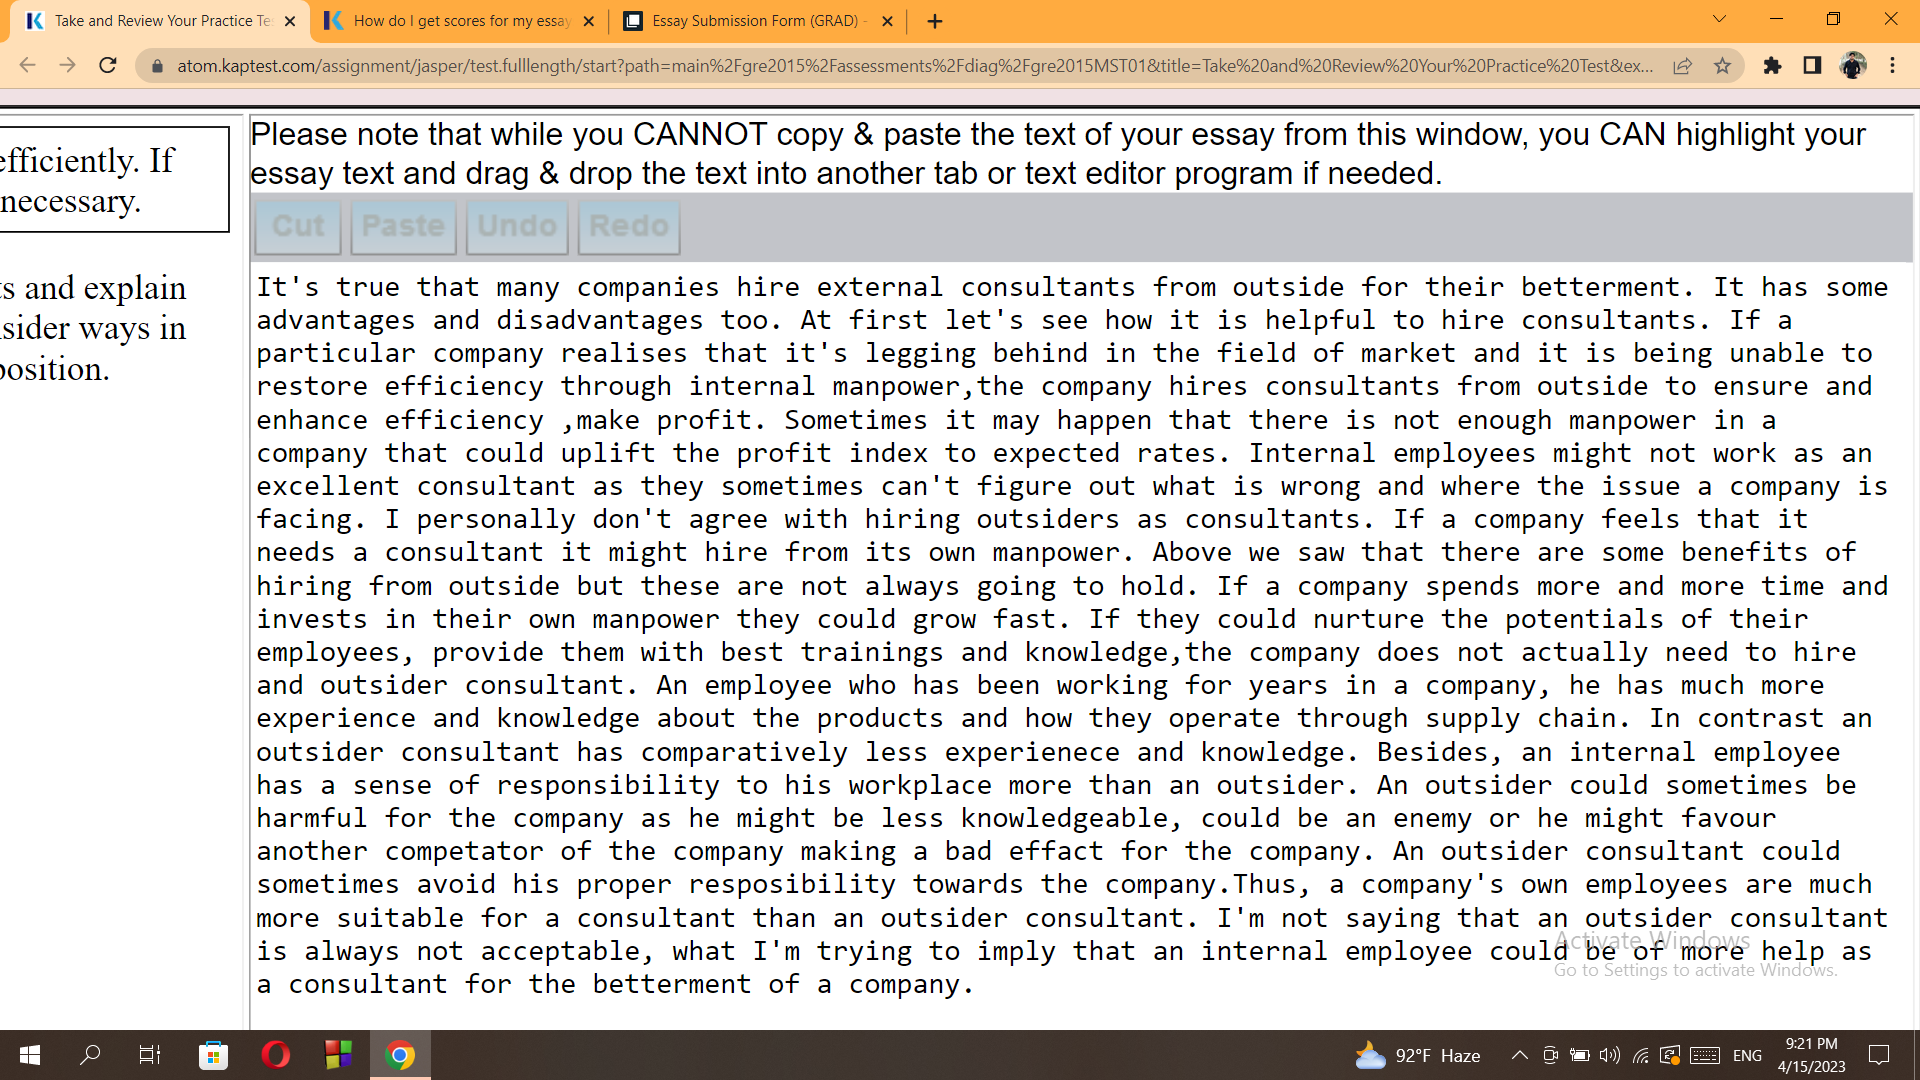 Take and Review Your Practice Te
How do I get scores for my essay
Essay Submission Form (GRAD) -
atom.kaptest.com/assignment/jasper/test.fulllength/start?path=main%2Fgre2015%2Fassessments%2Fdiag%2Fgre2015MST01&title=Take%20and%20Review%20Your%20Practice%20Test&ex...
efficiently. If
necessary.
s and explain
sider ways in
position.
Please note that while you CANNOT copy & paste the text of your essay from this window, you CAN highlight your
essay text and drag & drop the text into another tab or text editor program if needed.
Cut Paste Undo Redo
It's true that many companies hire external consultants from outside for their betterment. It has some
advantages and disadvantages too. At first let's see how it is helpful to hire consultants. If a
particular company realises that it's legging behind in the field of market and it is being unable to
restore efficiency through internal manpower,the company hires consultants from outside to ensure and
enhance efficiency ,make profit. Sometimes it may happen that there is not enough manpower in a
company that could uplift the profit index to expected rates. Internal employees might not work as an
excellent consultant as they sometimes can't figure out what is wrong and where the issue a company is
facing. I personally don't agree with hiring outsiders as consultants. If a company feels that it
needs a consultant it might hire from its own manpower. Above we saw that there are some benefits of
hiring from outside but these are not always going to hold. If a company spends more and more time and
invests in their own manpower they could grow fast. If they could nurture the potentials of their
employees, provide them with best trainings and knowledge,the company does not actually need to hire
and outsider consultant. An employee who has been working for years in a company, he has much more
experience and knowledge about the products and how they operate through supply chain. In contrast an
outsider consultant has comparatively less experienece and knowledge. Besides, an internal employee
has a sense of responsibility to his workplace more than an outsider. An outsider could sometimes be
harmful for the company as he might be less knowledgeable, could be an enemy or he might favour
another competator of the company making a bad effact for the company. An outsider consultant could
sometimes avoid his proper resposibility towards the company.Thus, a company's own employees are much
more suitable for a consultant than an outsider consultant. I'm not saying that an outsider consultant
is always not acceptable, what I'm trying to imply that an internal employee could be of more help as
a consultant for the betterment of a company.
Activate Windows
Go to Settings to activate Windows.
92°F Haze
ENG
9:21 PM
4/15/2023